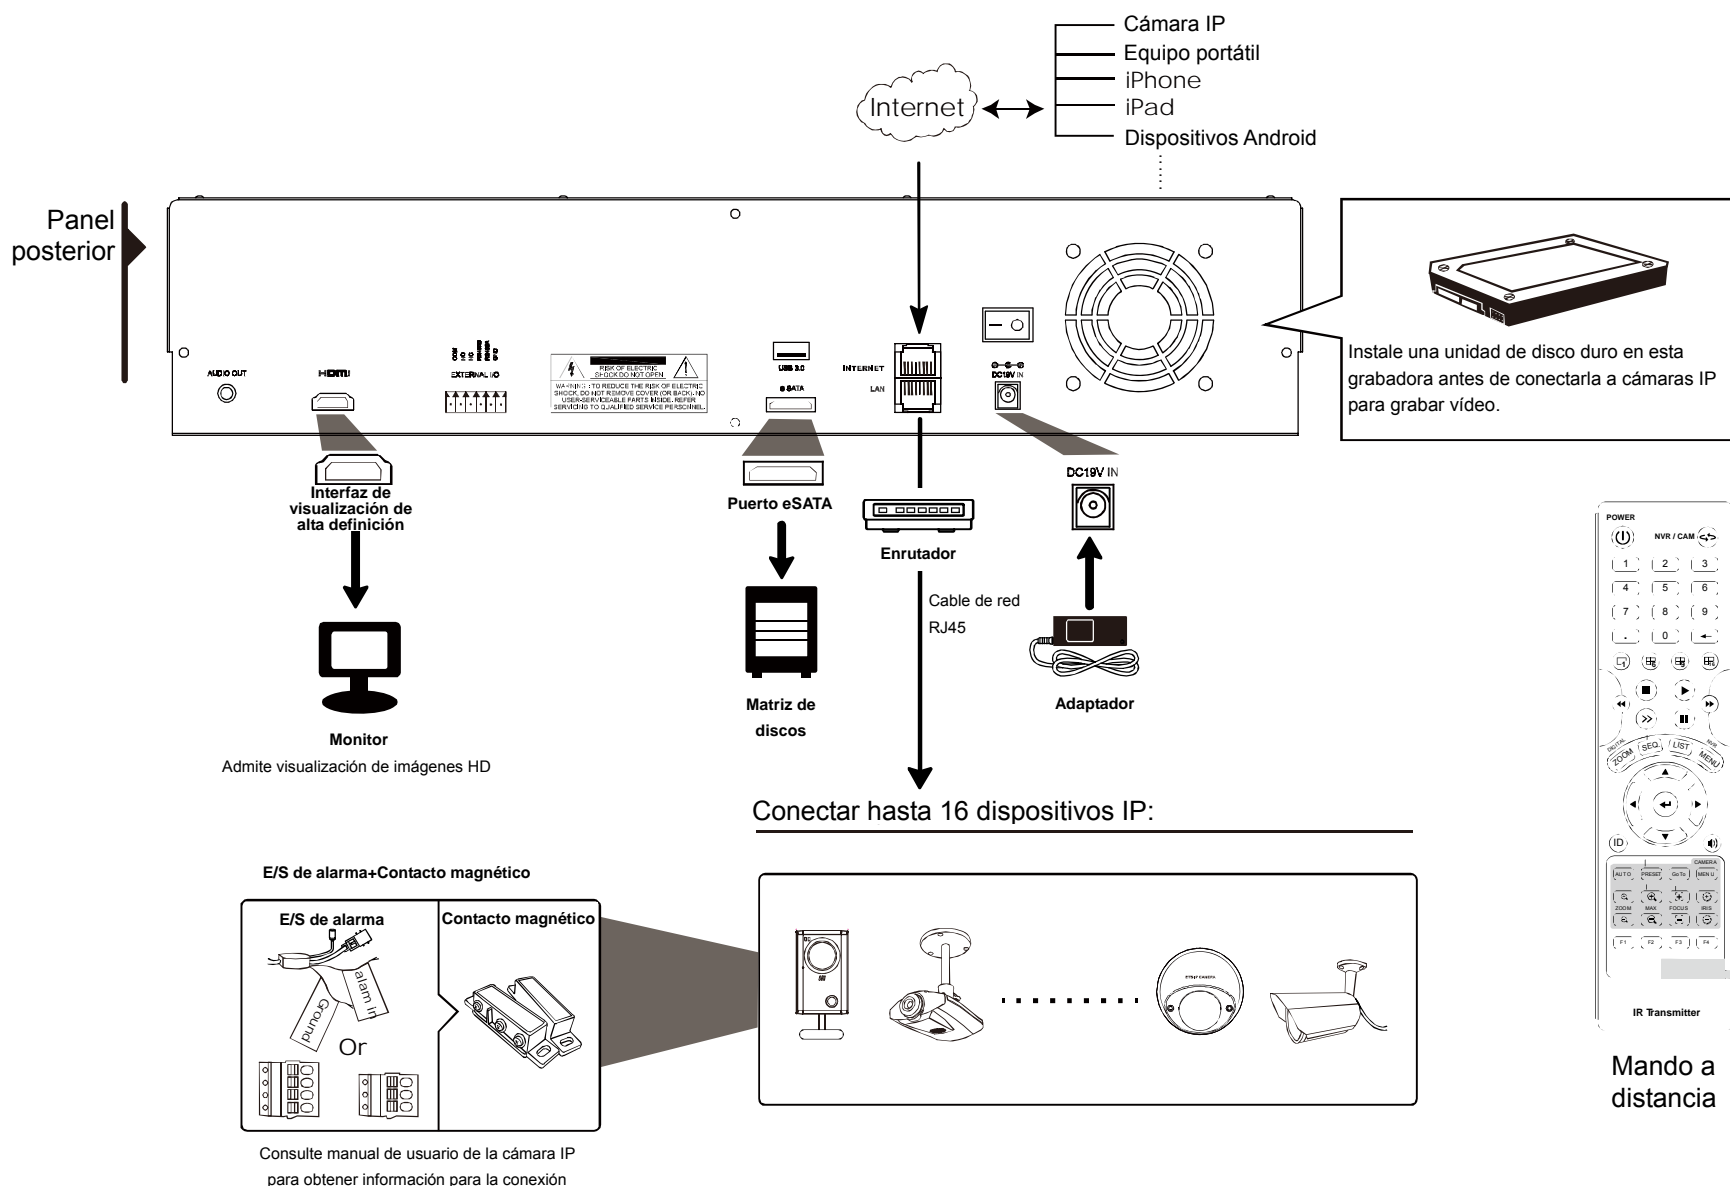 Cámara IP
Equipo portátil
iPhone
iPad
Dispositivos Android
Internet
Panel
posterior
AUDIO OUT
HDMI
COM
EXTERNAL I/O
RISK OF ELECTRIC
SHOCK DO NOT OPEN
WARNING : TO REDUCE THE RISK OF ELECTRIC
SHOCK, DO NOT REMOVE COVER (OR BACK). NO
USER-SERVICEABLE PARTS INSIDE. REFER
SERVICING TO QUALIFIED SERVICE PERSONNEL.
USB 3.0
e SATA
INTERNET
LAN
DC19V IN
Instale una unidad de disco duro en esta
grabadora antes de conectarla a cámaras IP
para grabar vídeo.
Interfaz de
visualización de
alta definición
Monitor
Admite visualización de imágenes HD
Puerto eSATA
Matriz de
discos
Enrutador
Cable de red
RJ45
DC19V IN
Adaptador
Conectar hasta 16 dispositivos IP:
E/S de alarma+Contacto magnético
E/S de alarma
Contacto magnético
alam in
Ground
Or
Consulte manual de usuario de la cámara IP
para obtener información para la conexión
POWER
NVR / CAM
1 2 3
4 5 6
7 8 9
. 0
DIGITAL
NVR
ZOOM SEQ LIST MENU
ID
CAMERA
AUTO PRESET GoTo MENU
ZOOM MAX FOCUS IRIS
F1 F2 F3 F4
IR Transmitter
Mando a
distancia